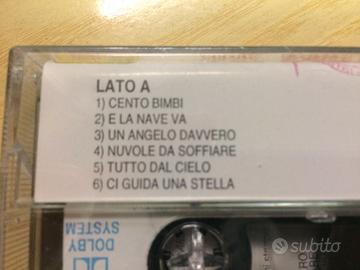 LATO A
1) CENTO BIMBI
2) E LA NAVE VA
3) UN ANGELO DAVVERO
4) NUVOLE DA SOFFIARE
5) TUTTO DAL CIELO
6) CI GUIDA UNA STELLA
DOLBY
SYSTEM
subito